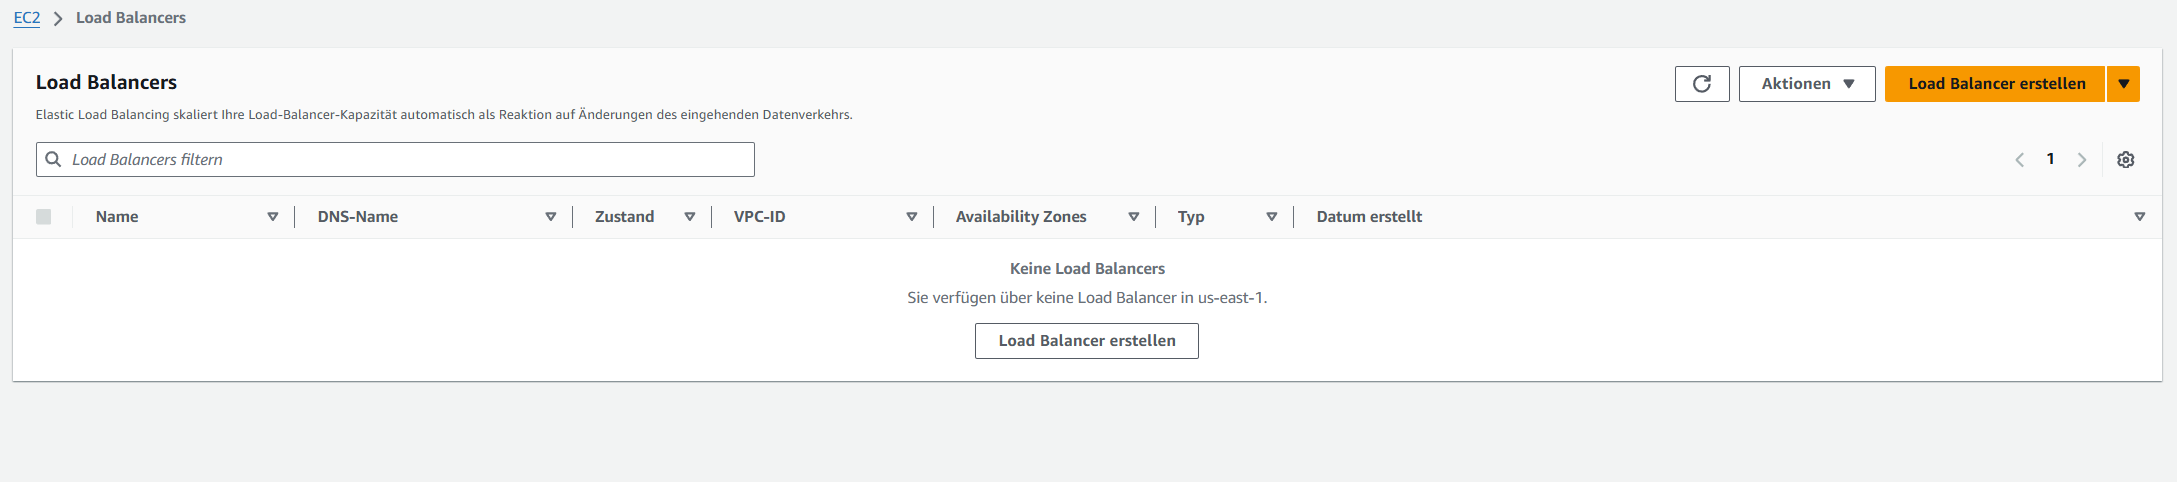 EC2 > Load Balancers
Load Balancers
Aktionen
Load Balancer erstellen
Elastic Load Balancing skaliert Ihre Load-Balancer-Kapazität automatisch als Reaktion auf Änderungen des eingehenden Datenverkehrs.
Load Balancers filtern
1
Name DNS-Name Zustand VPC-ID Availability Zones Typ Datum erstellt
Keine Load Balancers
Sie verfügen über keine Load Balancer in us-east-1.
Load Balancer erstellen